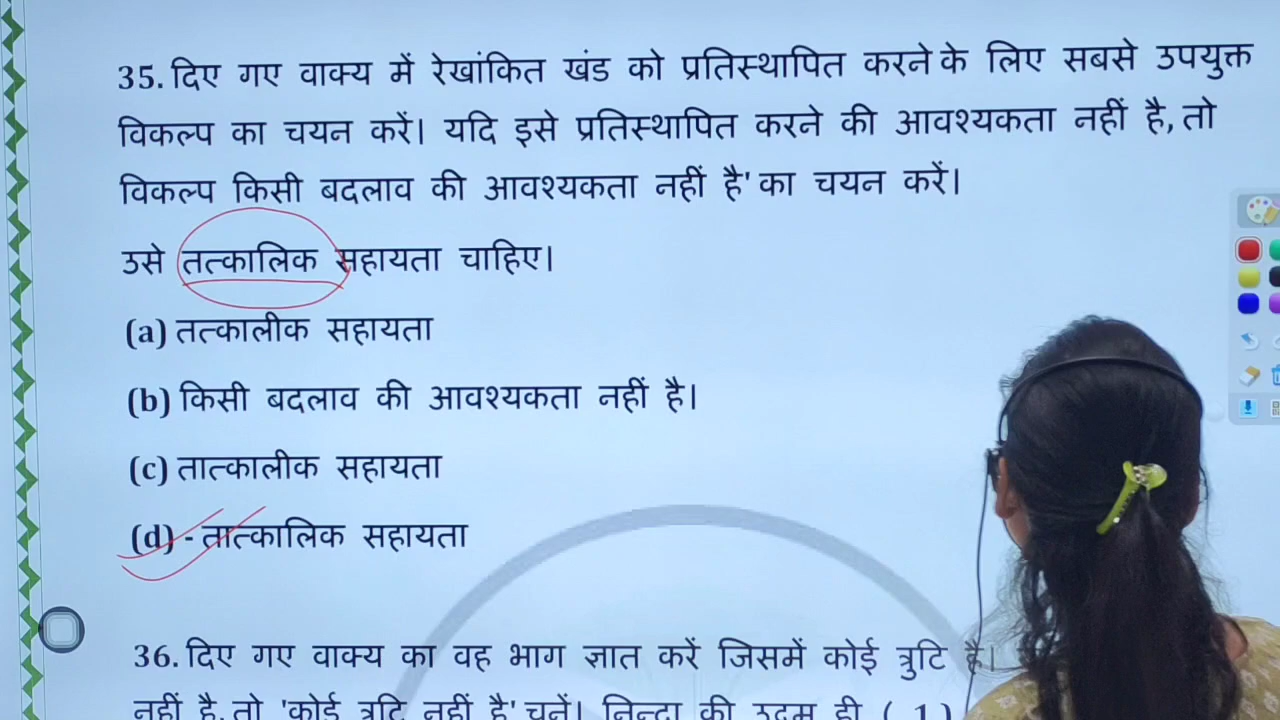 35. दिए गए वाक्य में रेखांकित खंड को प्रतिस्थापित करने के लिए सबसे उपयुक्त
विकल्प का चयन करें। यदि इसे प्रतिस्थापित करने की आवश्यकता नहीं है, तो
विकल्प किसी बदलाव की आवश्यकता नहीं है' का चयन करें।
उसे तत्कालिक सहायता चाहिए।
(a) तत्कालीक सहायता
(b) किसी बदलाव की आवश्यकता नहीं है।
(c) तात्कालीक सहायता
(d) - तात्कालिक सहायता
36. दिए गए वाक्य का वह भाग ज्ञात करें जिसमें कोई त्रुटि है।
नहीं है, तो 'कोई त्रुटि नहीं है' चुनें। निन्दा की उदम ही ( 1 )